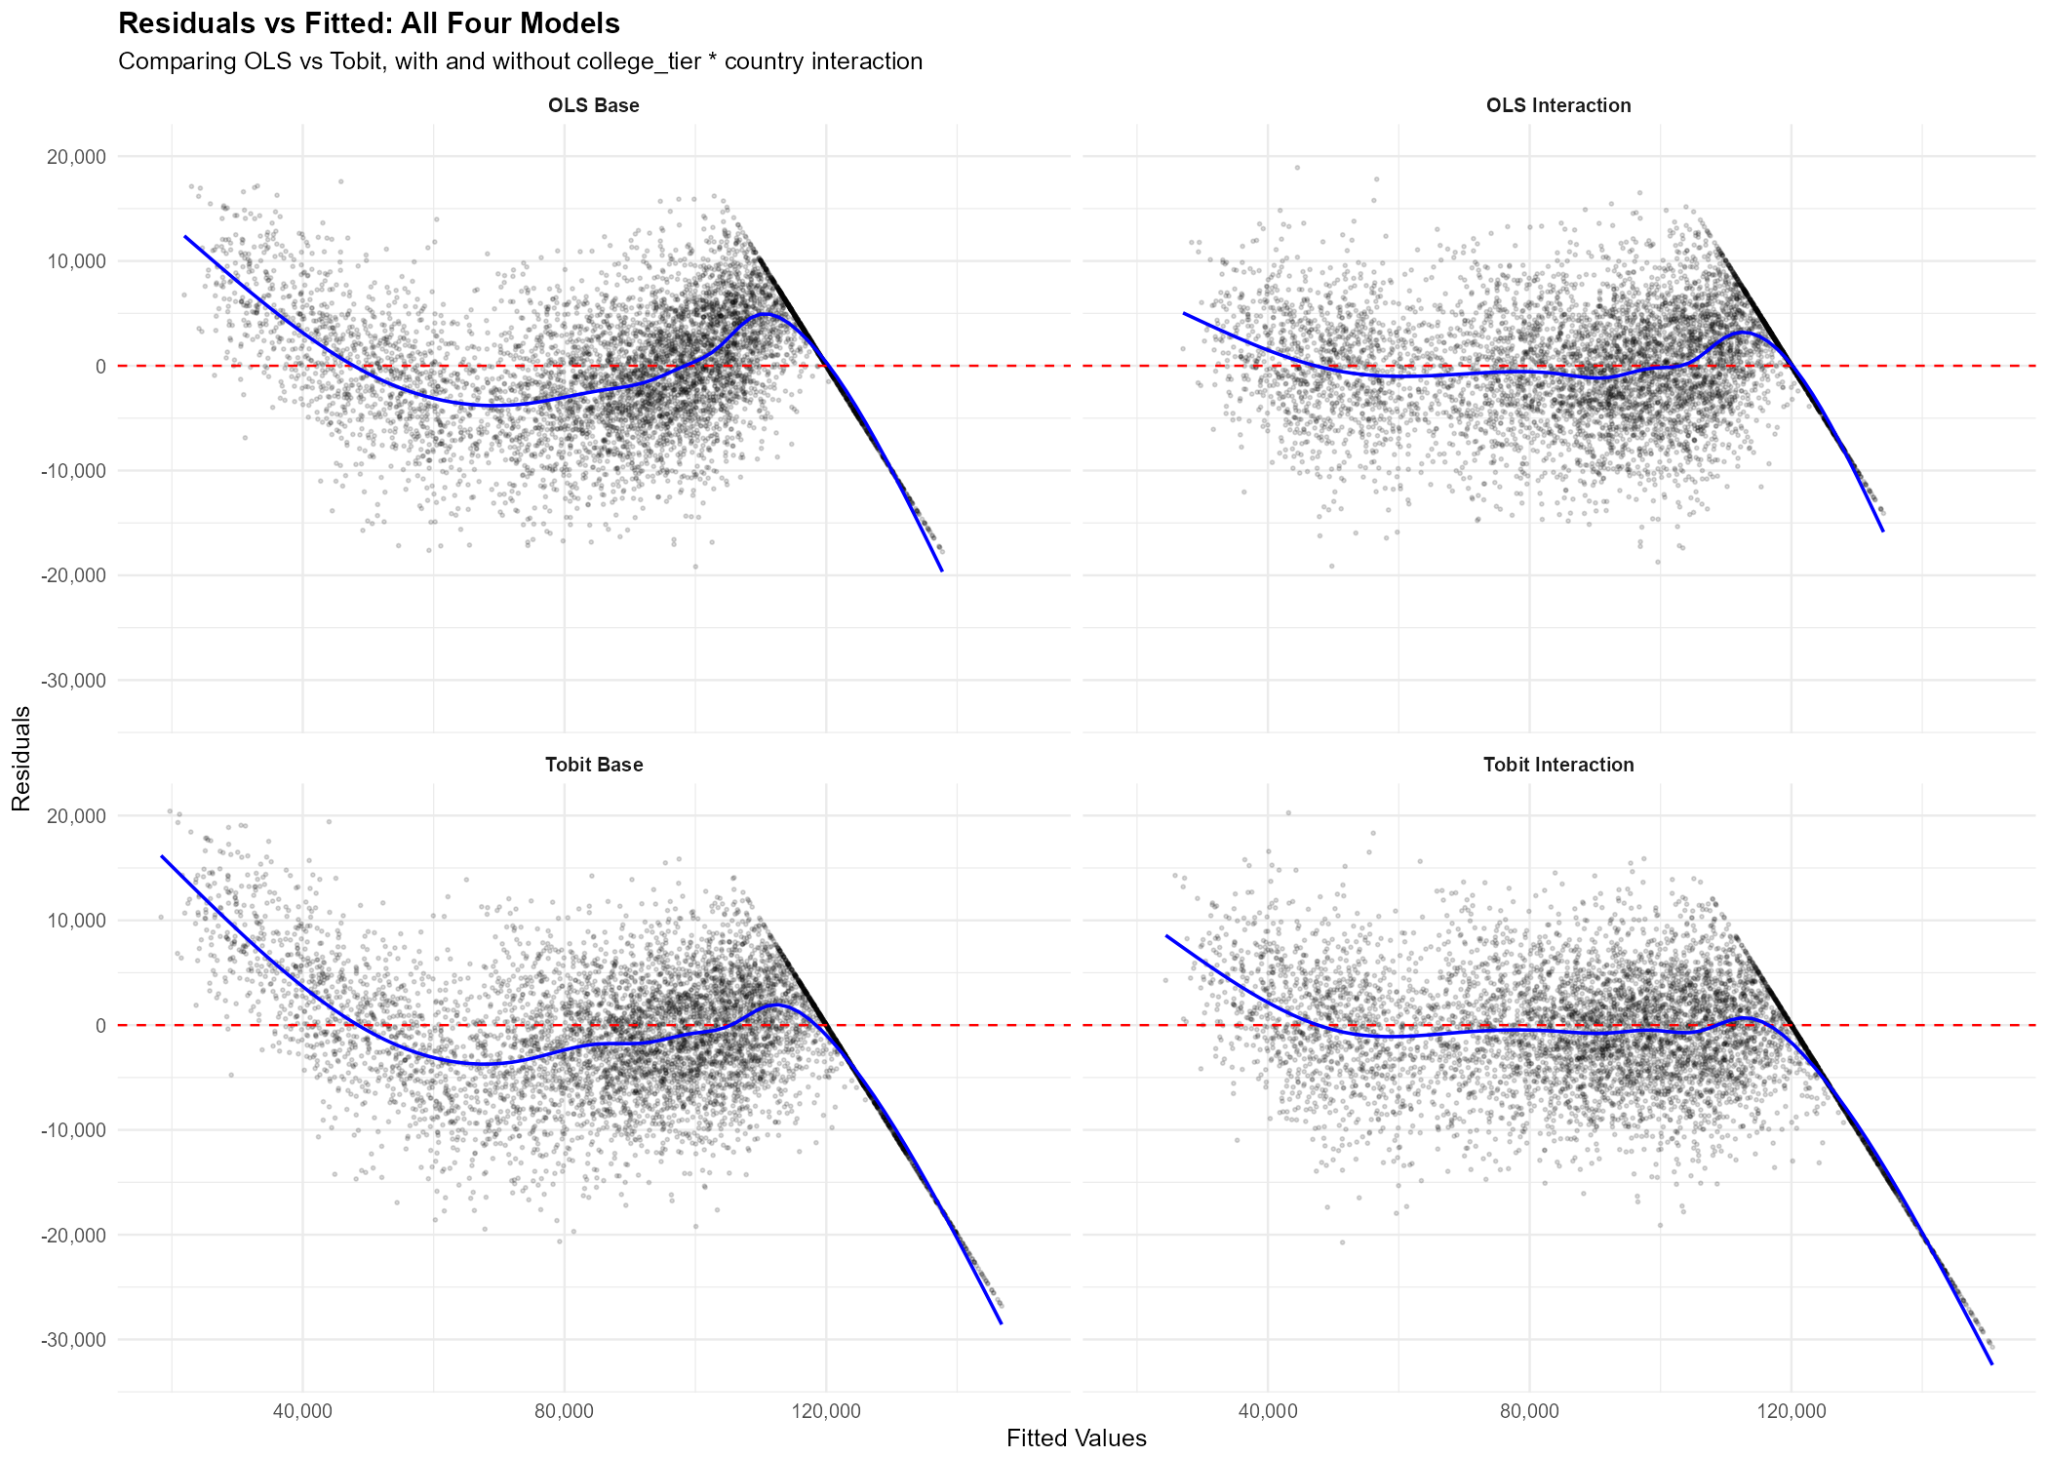 Residuals vs Fitted: All Four Models
Comparing OLS vs Tobit, with and without college_tier * country interaction
OLS Base
OLS Interaction
20,000
10,000
0
-10,000
-20,000
-30,000
Residuals
Tobit Base
Tobit Interaction
20,000
10,000
0
-10,000
-20,000
-30,000
40,000
80,000
120,000
40,000
80,000
120,000
Fitted Values